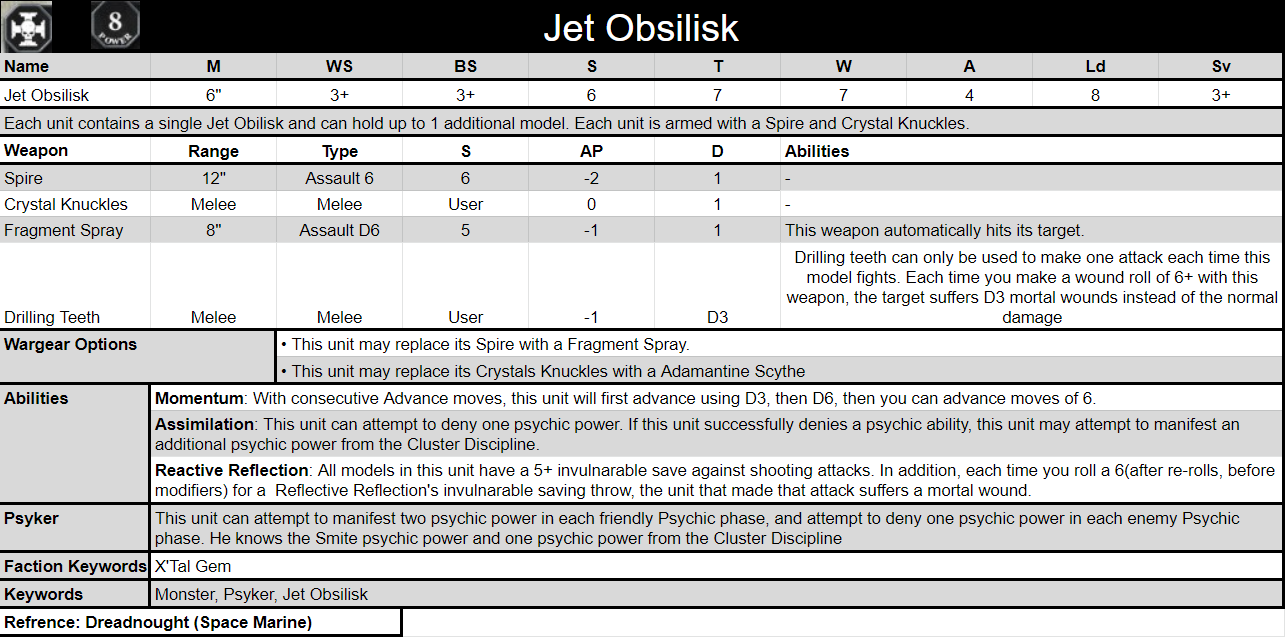 8
POWER
Jet Obsilisk
Name M WS BS S T W A Ld Sv
Jet Obsilisk 6" 3+ 3+ 6 7 7 4 8 3+
Each unit contains a single Jet Obilisk and can hold up to 1 additional model. Each unit is armed with a Spire and Crystal Knuckles.
Weapon Range Type S AP D Abilities
Spire 12" Assault 6 6 -2 1 -
Crystal Knuckles Melee Melee User 0 1 -
Fragment Spray 8" Assault D6 5 -1 1 This weapon automatically hits its target.
Drilling teeth can only be used to make one attack each time this
model fights. Each time you make a wound roll of 6+ with this
weapon, the target suffers D3 mortal wounds instead of the normal
Drilling Teeth Melee Melee User -1 D3 damage
Wargear Options • This unit may replace its Spire with a Fragment Spray.
• This unit may replace its Crystals Knuckles with a Adamantine Scythe
Abilities Momentum: With consecutive Advance moves, this unit will first advance using D3, then D6, then you can advance moves of 6.
Assimilation: This unit can attempt to deny one psychic power. If this unit successfully denies a psychic ability, this unit may attempt to manifest an
additional psychic power from the Cluster Discipline.
Reactive Reflection: All models in this unit have a 5+ invulnarable save against shooting attacks. In addition, each time you roll a 6(after re-rolls, before
modifiers) for a  Reflective Reflection's invulnarable saving throw, the unit that made that attack suffers a mortal wound.
Psyker This unit can attempt to manifest two psychic power in each friendly Psychic phase, and attempt to deny one psychic power in each enemy Psychic
phase. He knows the Smite psychic power and one psychic power from the Cluster Discipline
Faction Keywords X'Tal Gem
Keywords Monster, Psyker, Jet Obsilisk
Refrence: Dreadnought (Space Marine)